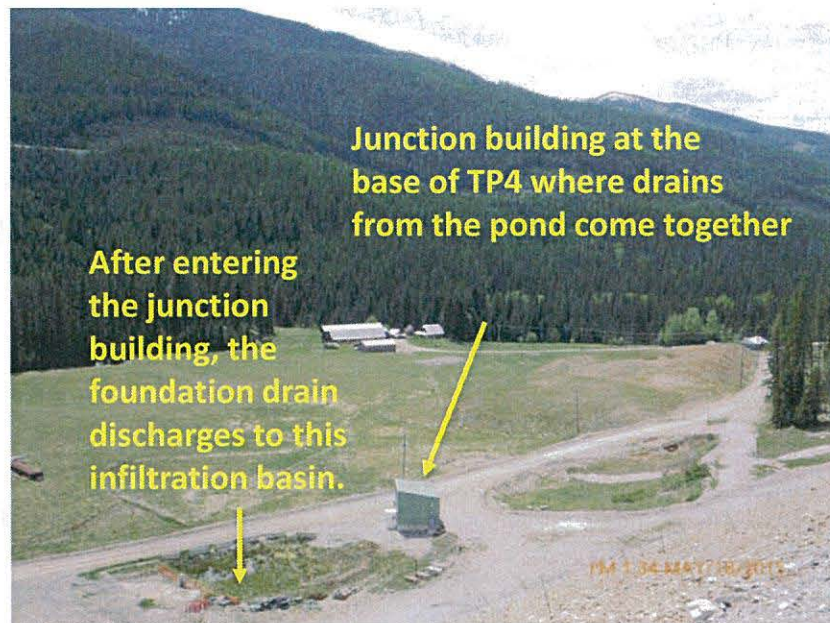 Junction building at the
base of TP4 where drains
from the pond come together
After entering
the junction
building, the
foundation drain
discharges to this
infiltration basin.